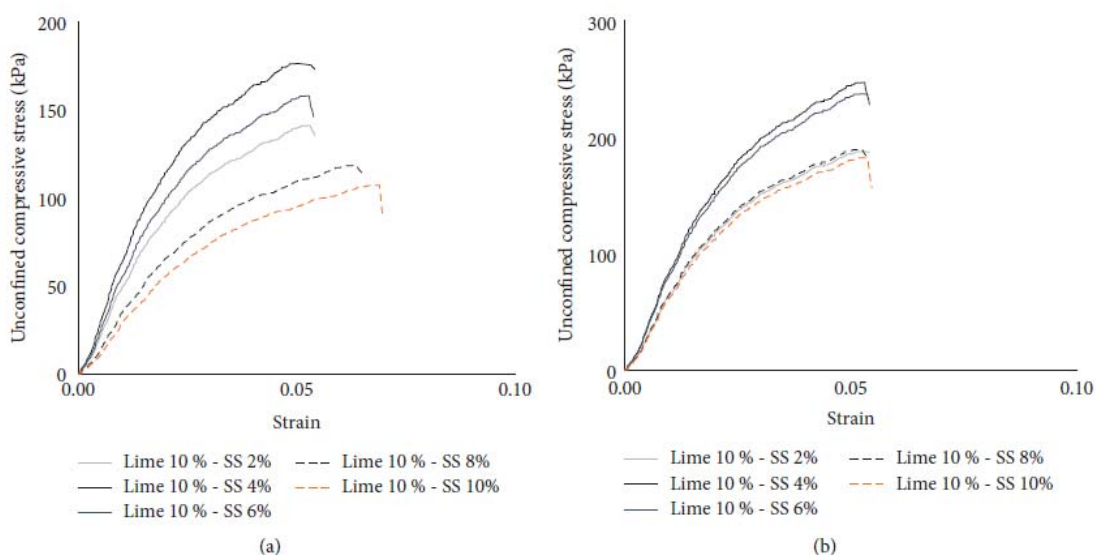 Unconfined compressive stress (kPa)
200
150
100
50
0
0.00
0.05
0.10
Strain
Lime 10 % - SS 2%
Lime 10 % - SS 4%
Lime 10 % - SS 6%
Lime 10 % - SS 8%
Lime 10 % - SS 10%
(a)
Unconfined compressive stress (kPa)
300
200
100
0
0.00
0.05
0.10
Strain
Lime 10 % - SS 2%
Lime 10 % - SS 4%
Lime 10 % - SS 6%
Lime 10 % - SS 8%
Lime 10 % - SS 10%
(b)